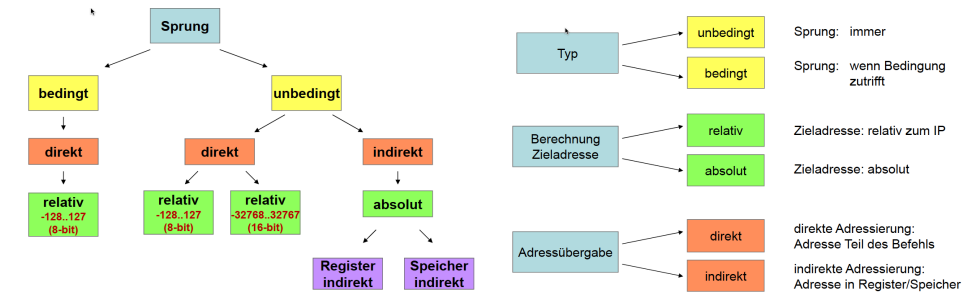 Sprung
bedingt
unbedingt
direkt
direkt
indirekt
relativ
-128..127
(8-bit)
relativ
-128..127
(8-bit)
relativ
-32768..32767
(16-bit)
absolut
Register
indirekt
Speicher
indirekt
Typ
unbedingt
Sprung: immer
bedingt
Sprung: wenn Bedingung
zutrifft
Berechnung
Zieladresse
relativ
Zieladresse: relativ zum IP
absolut
Zieladresse: absolut
Adressübergabe
direkt
direkte Adressierung:
Adresse Teil des Befehls
indirekt
indirekte Adressierung:
Adresse in Register/Speicher